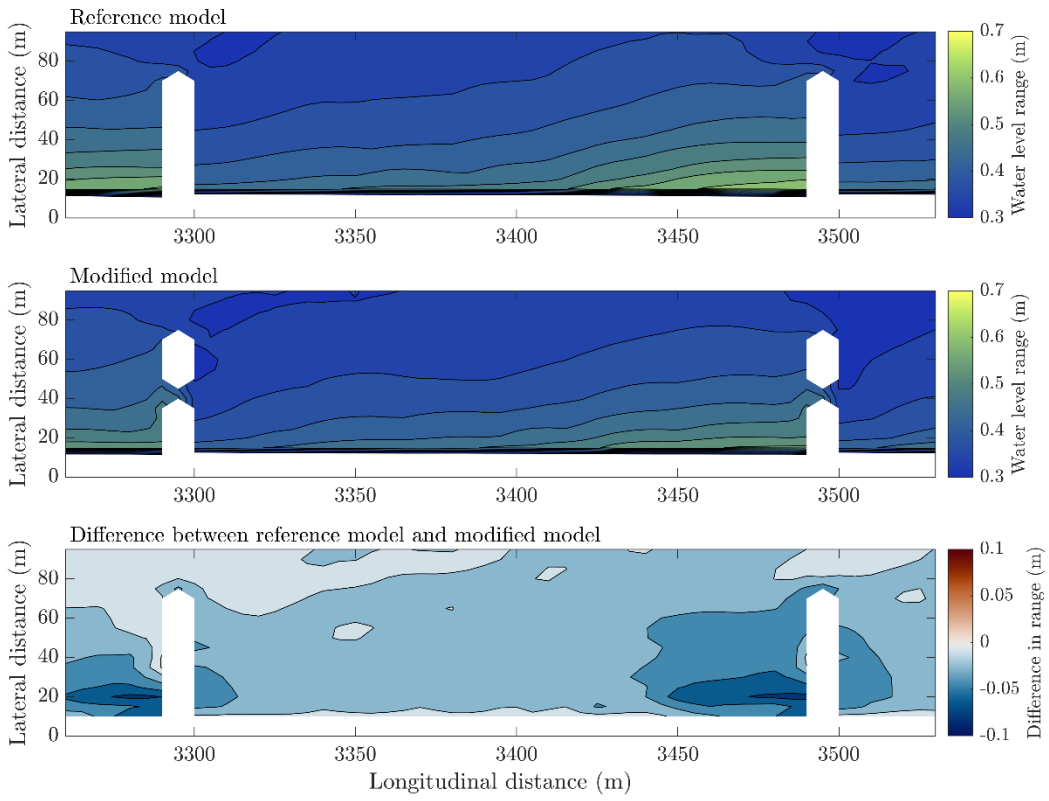 Reference model
Lateral distance (m)
80
60
40
20
0
3300 3350 3400 3450 3500
0.7
0.6
0.5
0.4
0.3
Water level range (m)
Modified model
Lateral distance (m)
80
60
40
20
0
3300 3350 3400 3450 3500
0.7
0.6
0.5
0.4
0.3
Water level range (m)
Difference between reference model and modified model
Lateral distance (m)
80
60
40
20
0
3300 3350 3400 3450 3500
Longitudinal distance (m)
0.1
0.05
0
-0.05
-0.1
Difference in range (m)